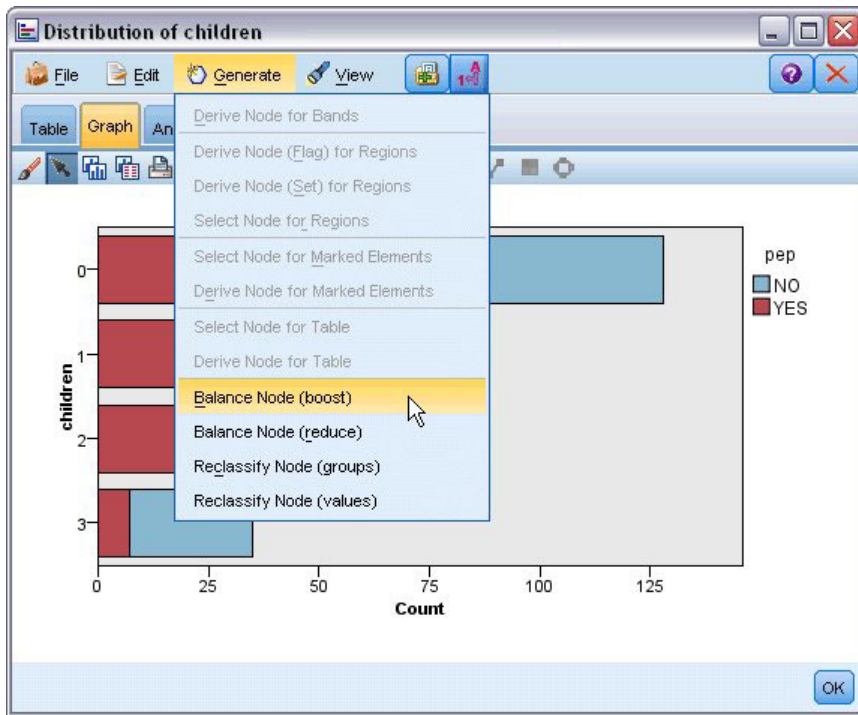 Distribution of children
File Edit Generate View
Table Graph An
Derive Node for Bands
Derive Node (Flag) for Regions
Derive Node (Set) for Regions
Select Node for Regions
Select Node for Marked Elements
Derive Node for Marked Elements
Select Node for Table
Derive Node for Table
Balance Node (boost)
Balance Node (reduce)
Reclassify Node (groups)
Reclassify Node (values)
children
0
1
2
3
0 25 50 75 100 125
Count
pep
NO
YES
OK